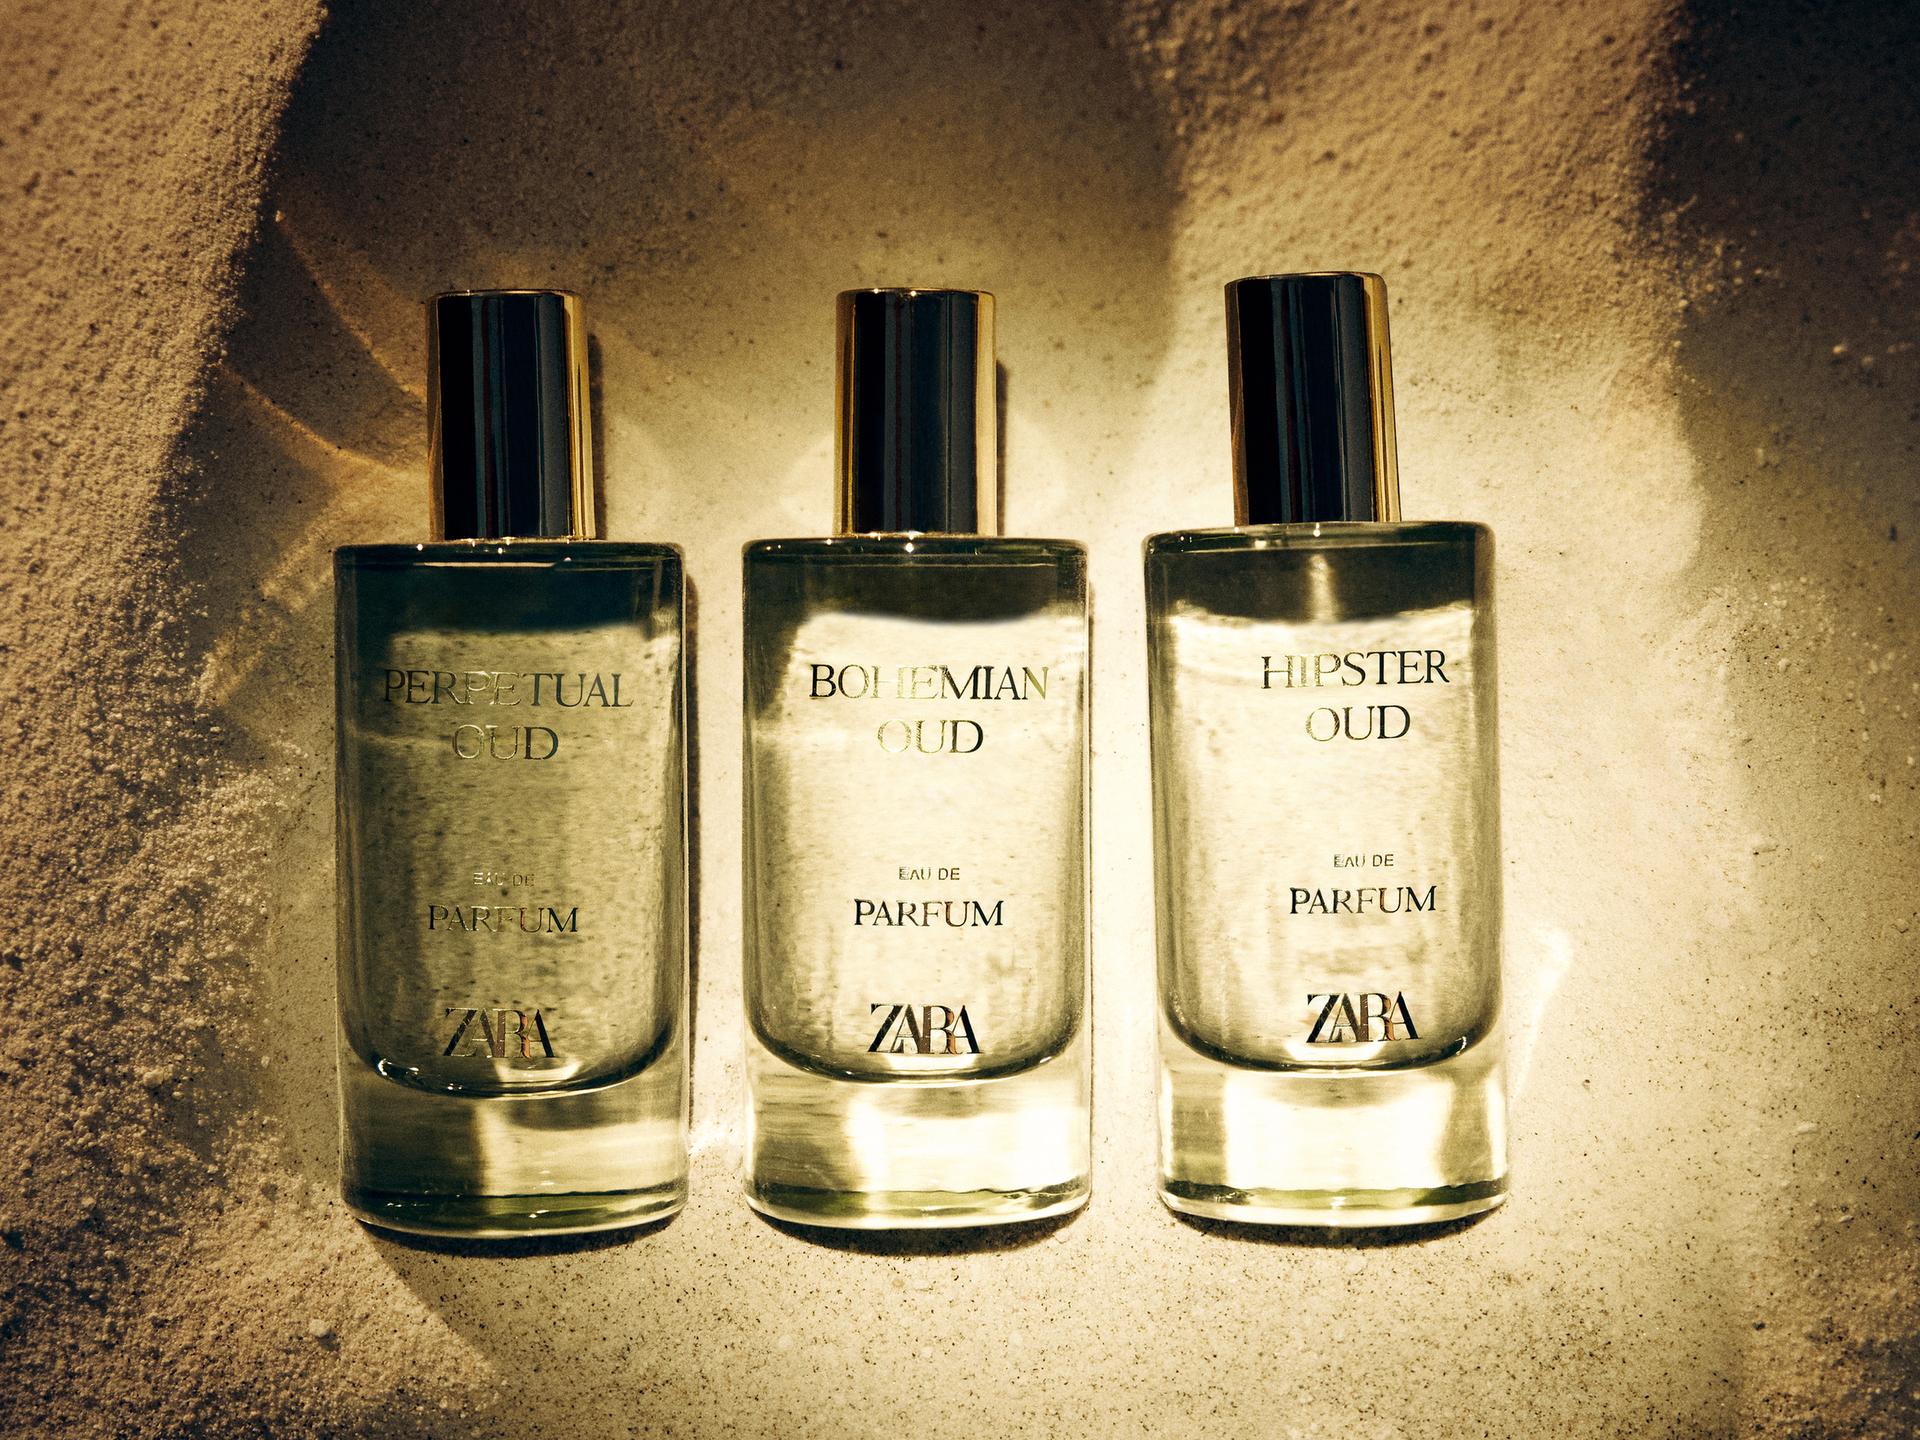 PERPETUAL
OUD
EAU DE
PARFUM
ZARA
BOHEMIAN
OUD
EAU DE
PARFUM
ZARA
HIPSTER
OUD
EAU DE
PARFUM
ZARA